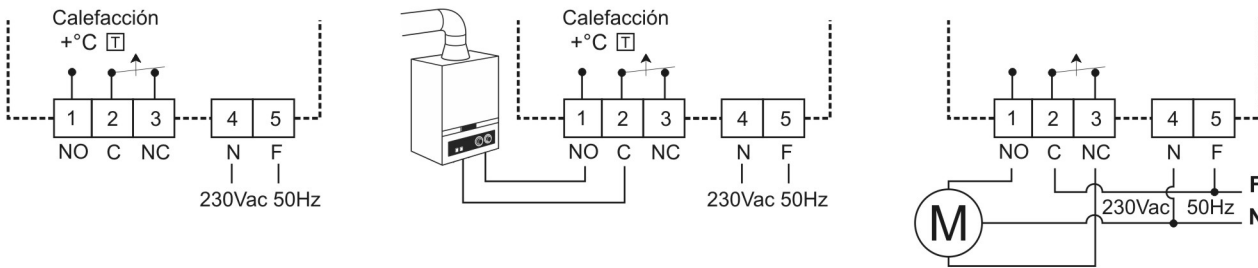 Calefacción
+°C T
1 2 3 4 5
NO C NC N F
230Vac 50Hz
Calefacción
+°C T
1 2 3 4 5
NO C NC N F
230Vac 50Hz
1 2 3 4 5
NO C NC N F
F
230Vac 50Hz
N
M